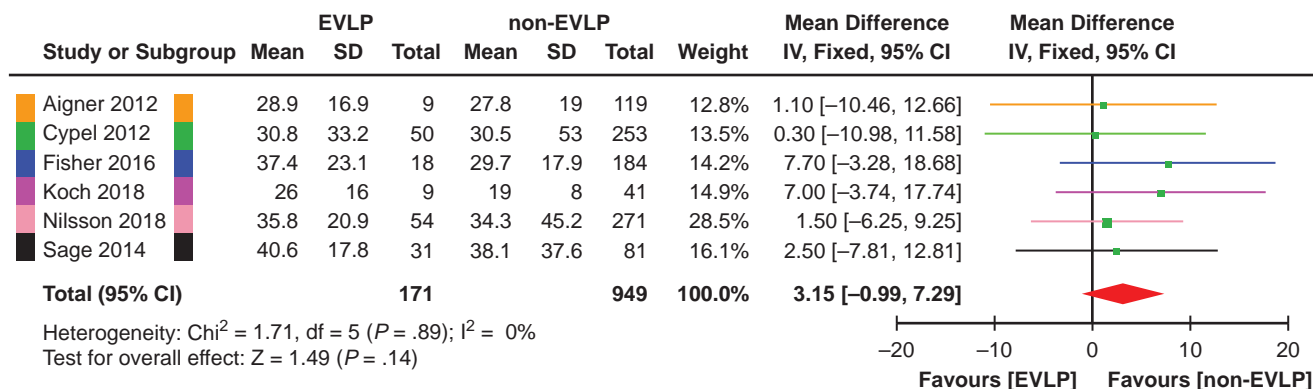 EVLP non-EVLP Mean Difference Mean Difference
Study or Subgroup Mean SD Total Mean SD Total Weight IV, Fixed, 95% CI IV, Fixed, 95% CI
Aigner 2012 28.9 16.9 9 27.8 19 119 12.8% 1.10 [–10.46, 12.66]
Cypel 2012 30.8 33.2 50 30.5 53 253 13.5% 0.30 [–10.98, 11.58]
Fisher 2016 37.4 23.1 18 29.7 17.9 184 14.2% 7.70 [–3.28, 18.68]
Koch 2018 26 16 9 19 8 41 14.9% 7.00 [–3.74, 17.74]
Nilsson 2018 35.8 20.9 54 34.3 45.2 271 28.5% 1.50 [–6.25, 9.25]
Sage 2014 40.6 17.8 31 38.1 37.6 81 16.1% 2.50 [–7.81, 12.81]
Total (95% CI) 171 949 100.0% 3.15 [–0.99, 7.29]
Heterogeneity: Chi² = 1.71, df = 5 (P = .89); I² = 0%
Test for overall effect: Z = 1.49 (P = .14)
–20 –10 0 10 20
Favours [EVLP] Favours [non-EVLP]